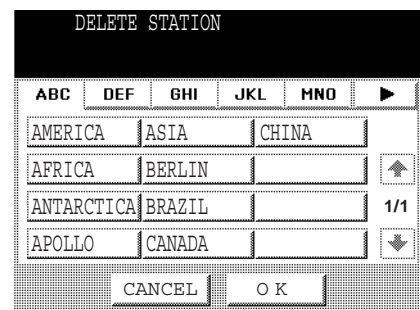 DELETE STATION
ABC DEF GHI JKL MNO
AMERICA ASIA CHINA
AFRICA BERLIN
ANTARCTICA BRAZIL 1/1
APOLLO CANADA
CANCEL OK